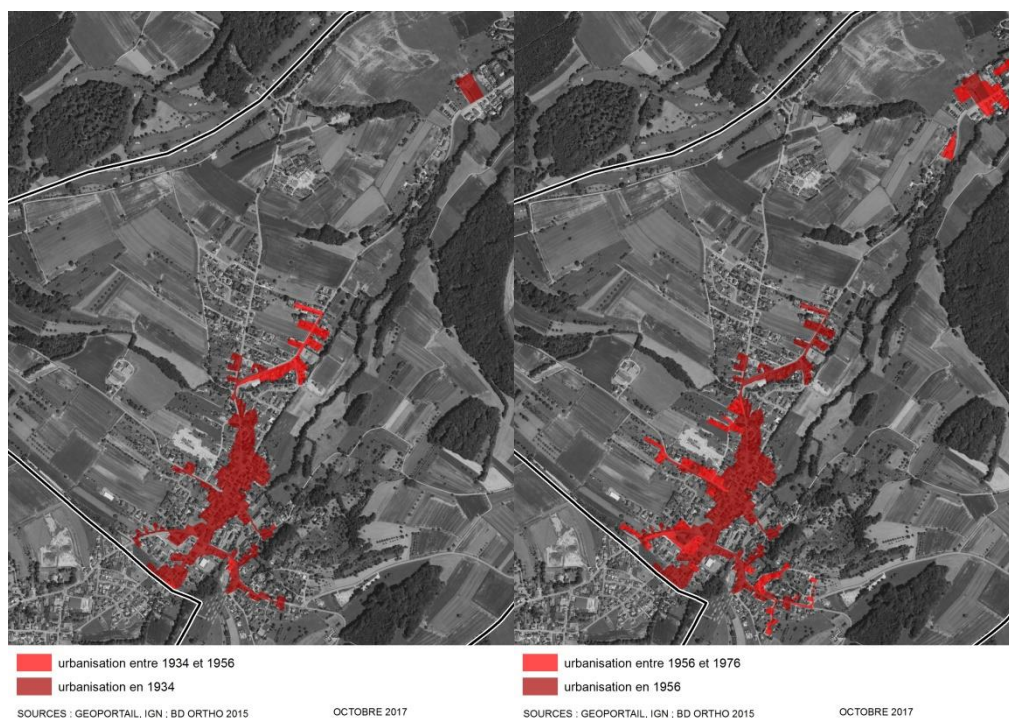 urbanisation entre 1934 et 1956
urbanisation en 1934
SOURCES : GEOPORTAIL, IGN ; BD ORTHO 2015 OCTOBRE 2017
urbanisation entre 1956 et 1976
urbanisation en 1956
SOURCES : GEOPORTAIL, IGN ; BD ORTHO 2015 OCTOBRE 2017